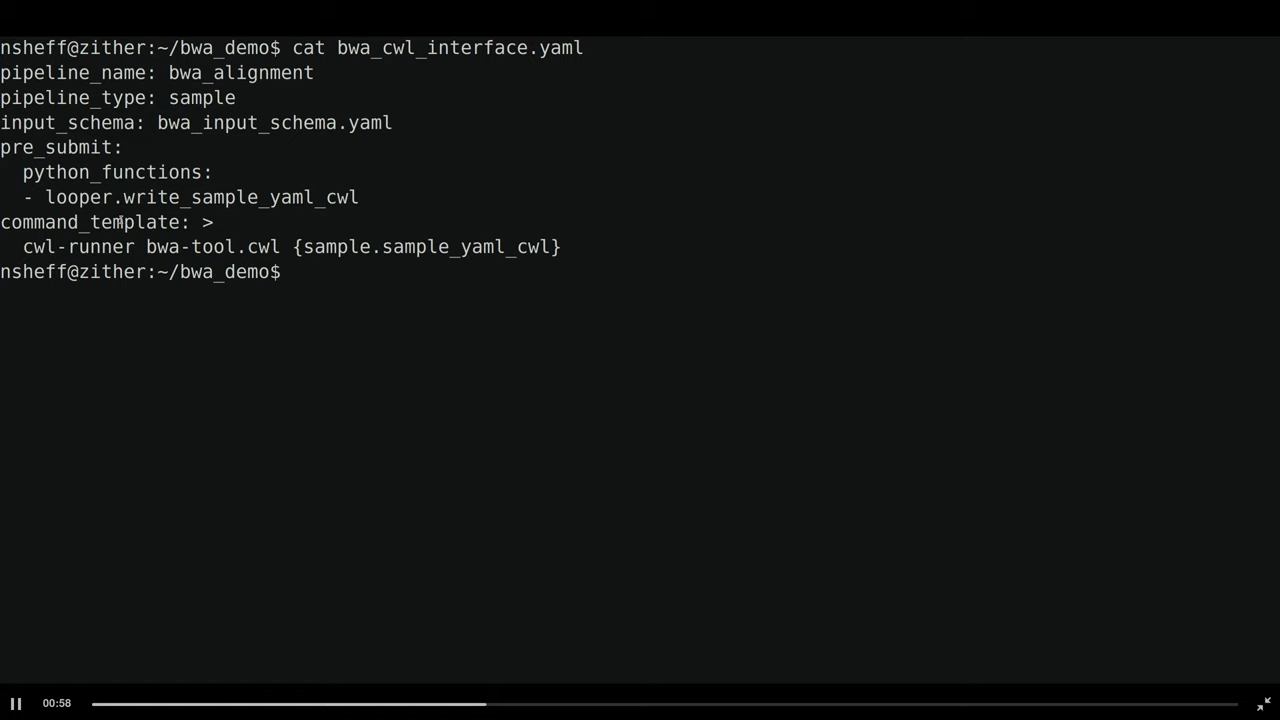 nsheff@zither:~/bwa_demo$ cat bwa_cwl_interface.yaml
pipeline_name: bwa_alignment
pipeline_type: sample
input_schema: bwa_input_schema.yaml
pre_submit:
  python_functions:
  - looper.write_sample_yaml_cwl
command_template: >
  cwl-runner bwa-tool.cwl {sample.sample_yaml_cwl}
nsheff@zither:~/bwa_demo$
00:58